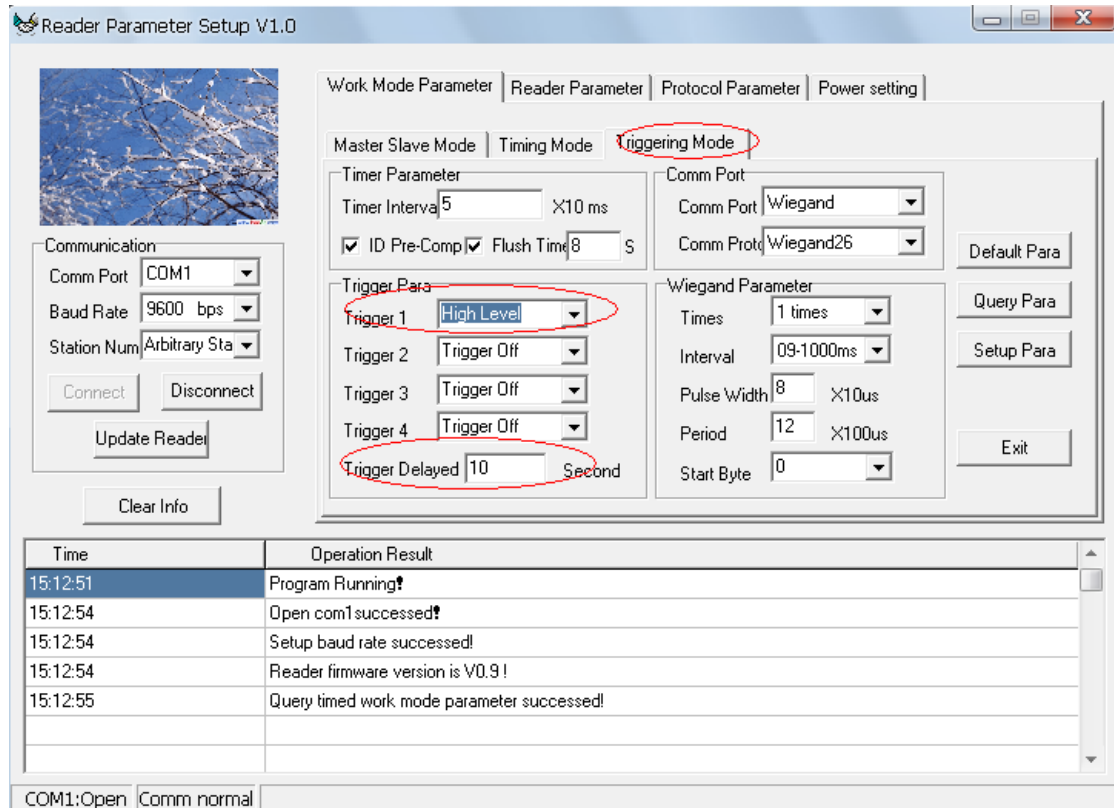 Reader Parameter Setup V1.0
Work Mode Parameter
Reader Parameter
Protocol Parameter
Power setting
Master Slave Mode
Timing Mode
Triggering Mode
Timer Parameter
Timer Interva 5 X10 ms
ID Pre-Comp Flush Time 8 S
Comm Port
Comm Port Wiegand
Comm Proto Wiegand26
Trigger Para
Trigger 1 High Level
Trigger 2 Trigger Off
Trigger 3 Trigger Off
Trigger 4 Trigger Off
Trigger Delayed 10 Second
Wiegand Parameter
Times 1 times
Interval 09-1000ms
Pulse Width 8 X10us
Period 12 X100us
Start Byte 0
Default Para
Query Para
Setup Para
Exit
Communication
Comm Port COM1
Baud Rate 9600 bps
Station Num Arbitrary Sta
Connect
Disconnect
Update Reader
Clear Info
Time Operation Result
15:12:51 Program Running!
15:12:54 Open com1successed!
15:12:54 Setup baud rate successed!
15:12:54 Reader firmware version is V0.9 !
15:12:55 Query timed work mode parameter successed!
COM1:Open Comm normal